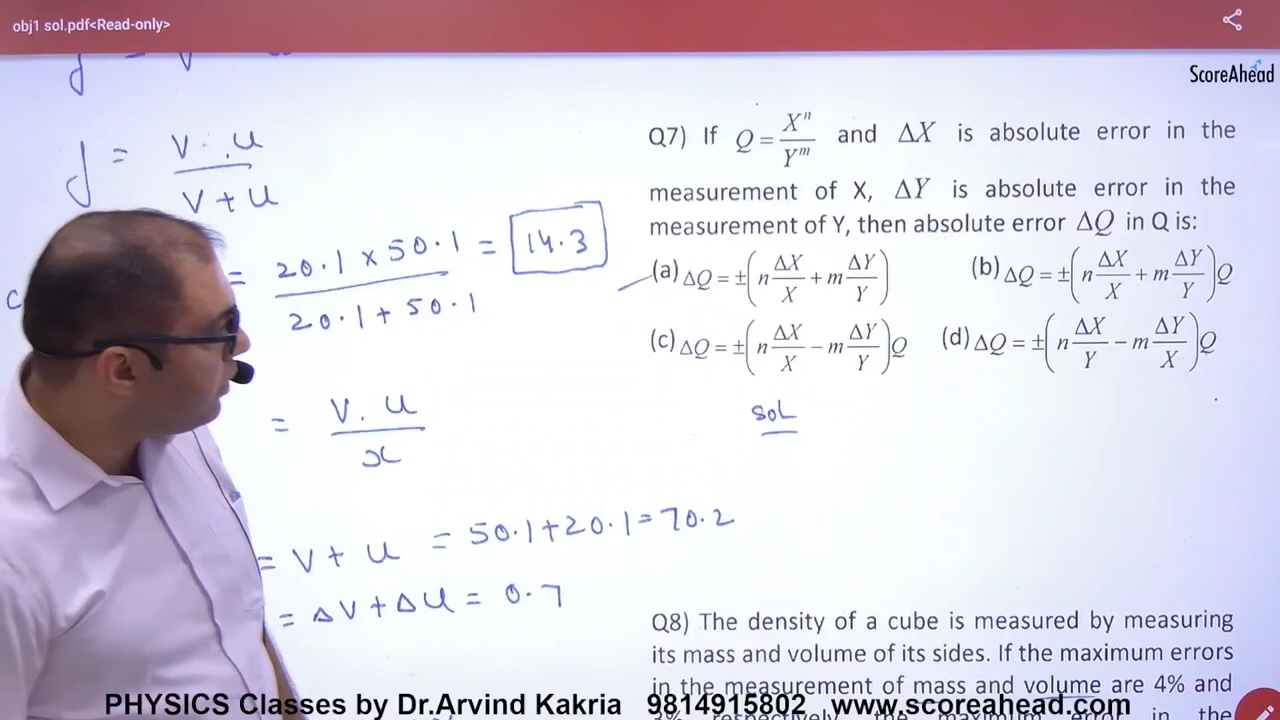 obj1 sol.pdf<Read-only>
ScoreAhead
f = V . u / V + u
= 20.1 x 50.1 / 20.1 + 50.1 = 14.3
= V . u / x
= V + u = 50.1 + 20.1 = 70.2
= ΔV + Δu = 0.7
Q7) If Q = X^n / Y^m and ΔX is absolute error in the
measurement of X, ΔY is absolute error in the
measurement of Y, then absolute error ΔQ in Q is:
(a) ΔQ = ±(n ΔX/X + m ΔY/Y) (b) ΔQ = ±(n ΔX/X + m ΔY/Y)Q
(c) ΔQ = ±(n ΔX/X − m ΔY/Y)Q (d) ΔQ = ±(n ΔX/Y − m ΔY/X)Q
Sol
Q8) The density of a cube is measured by measuring
its mass and volume of its sides. If the maximum errors
in the measurement of mass and volume are 4% and
PHYSICS Classes by Dr.Arvind Kakria 9814915802 www.scoreahead.com